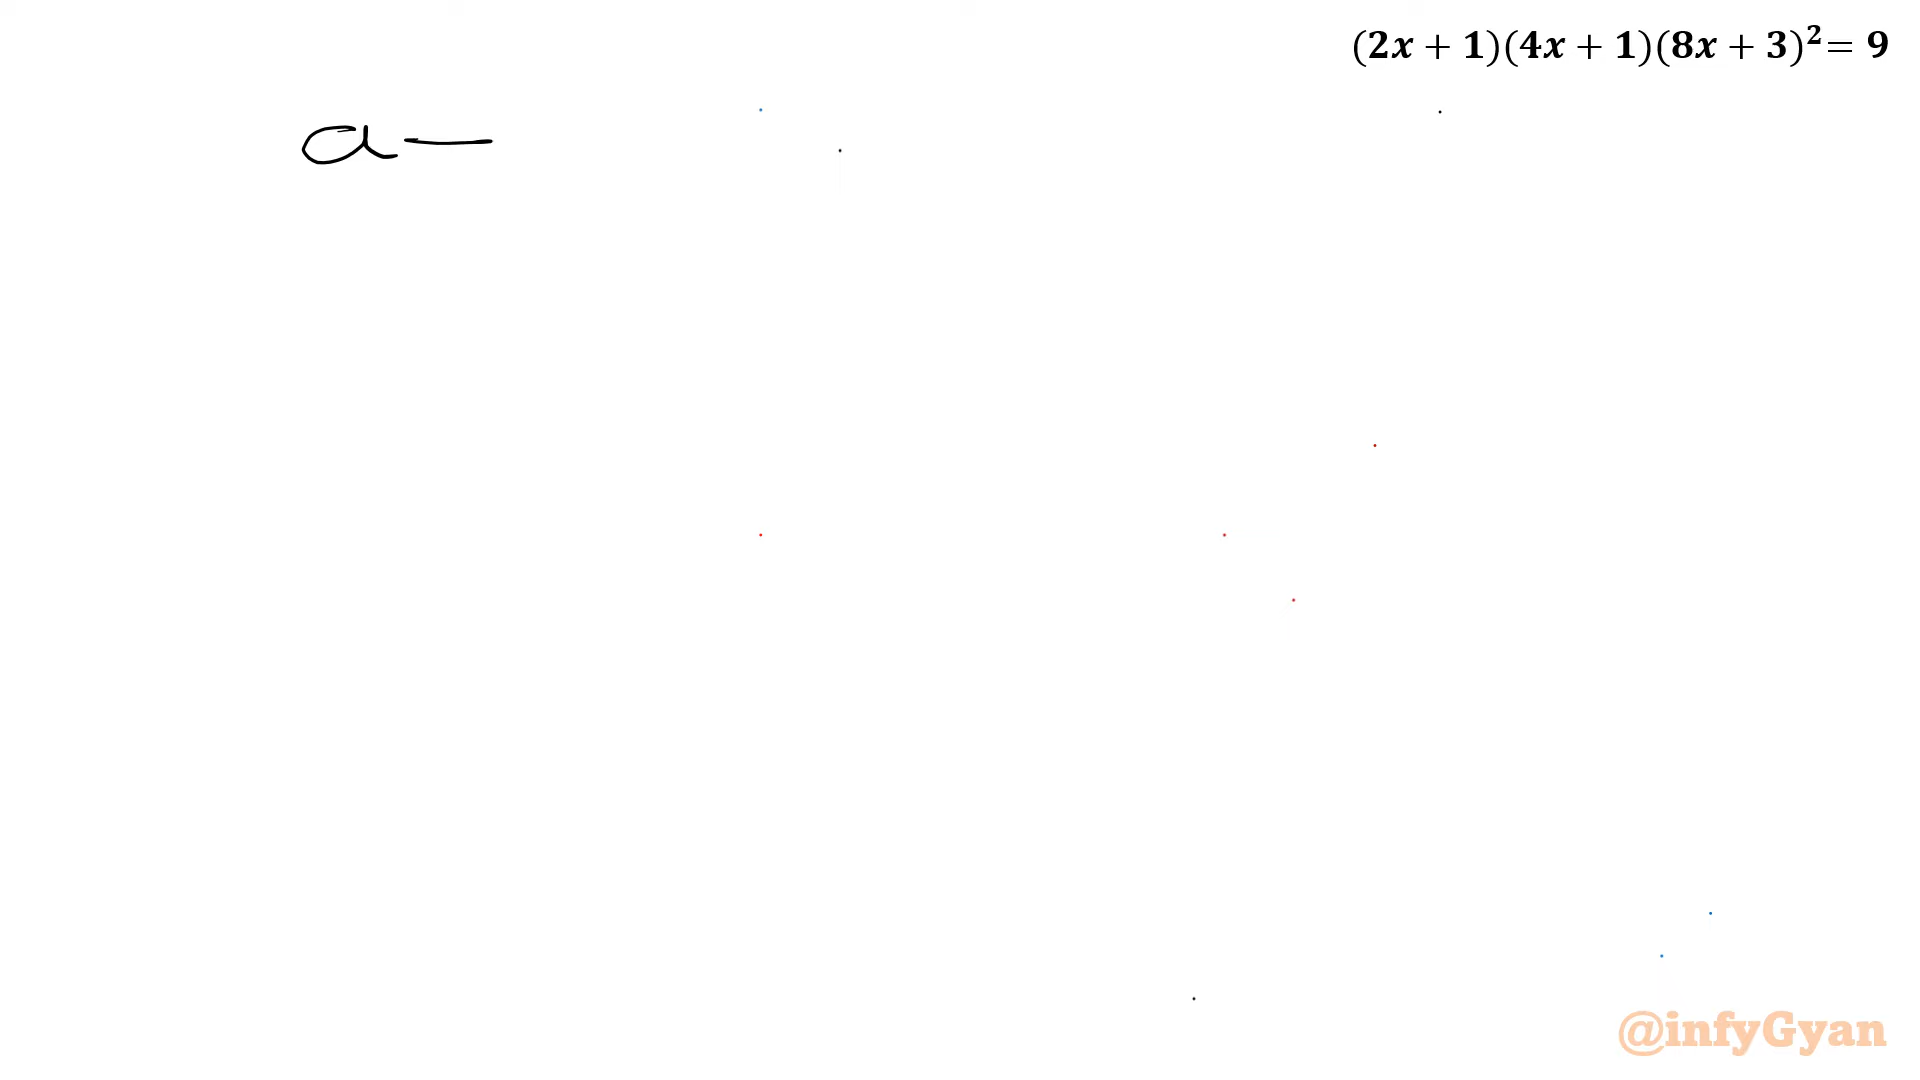 (2x + 1)(4x + 1)(8x + 3)²= 9
a —
@infyGyan